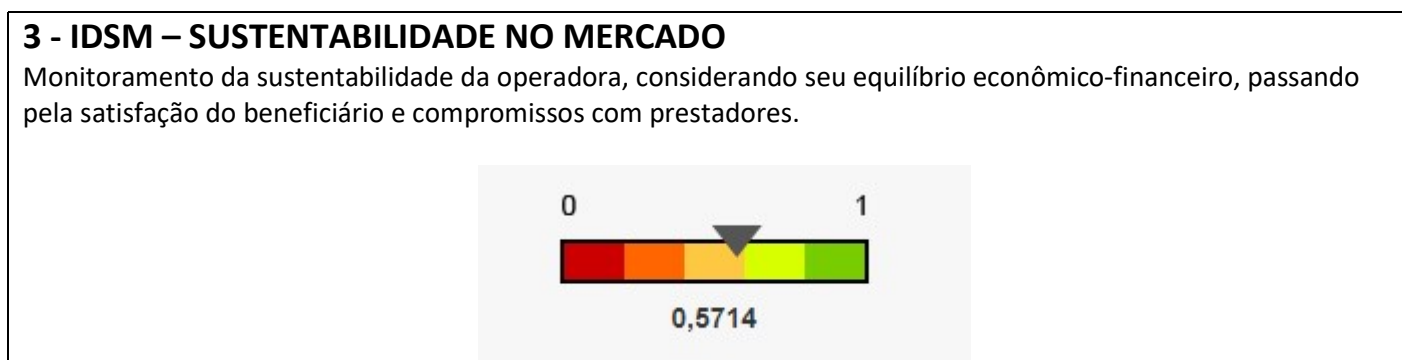 3 - IDSM – SUSTENTABILIDADE NO MERCADO
Monitoramento da sustentabilidade da operadora, considerando seu equilíbrio econômico-financeiro, passando
pela satisfação do beneficiário e compromissos com prestadores.
0 1
0,5714